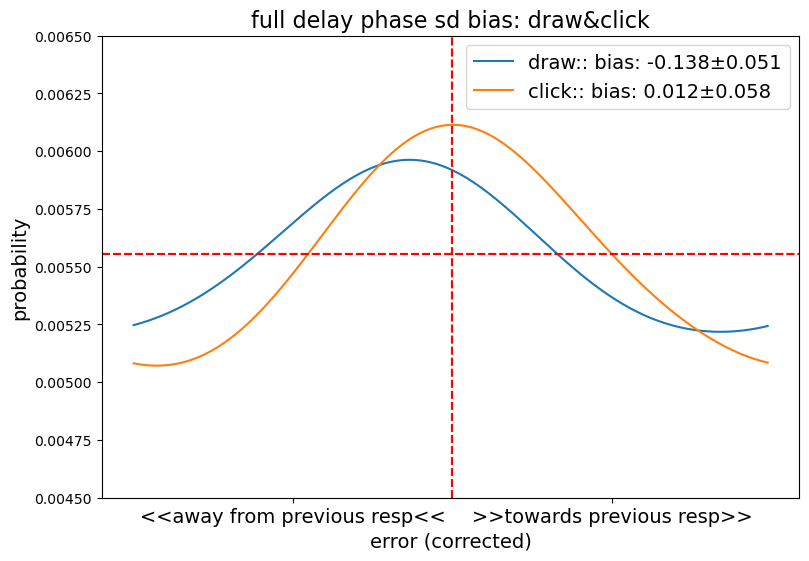 full delay phase sd bias: draw&click
draw:: bias: -0.138±0.051
click:: bias: 0.012±0.058
0.00650
0.00625
0.00600
0.00575
0.00550
0.00525
0.00500
0.00475
0.00450
probability
<<away from previous resp<< >>towards previous resp>>
error (corrected)